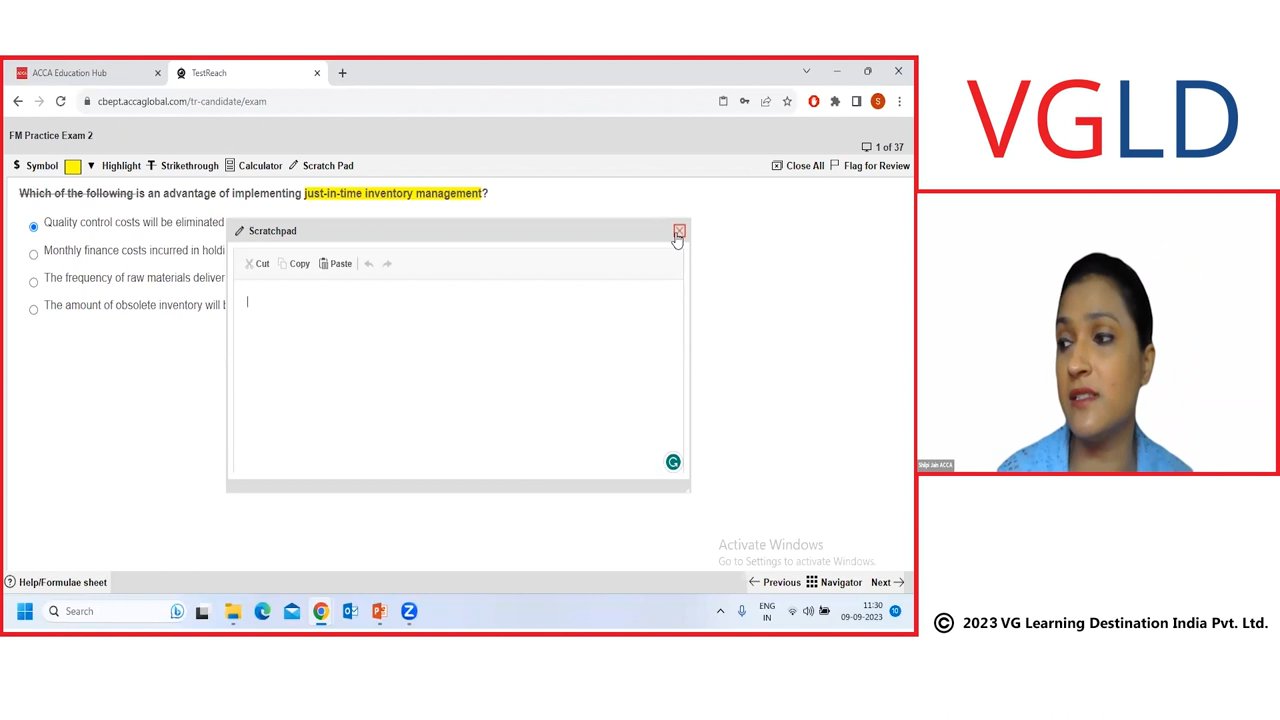 ACCA Education Hub
TestReach
cbept.accaglobal.com/tr-candidate/exam
FM Practice Exam 2
1 of 37
$ Symbol Highlight Strikethrough Calculator Scratch Pad
Close All Flag for Review
Which of the following is an advantage of implementing just-in-time inventory management?
Quality control costs will be eliminated
Monthly finance costs incurred in holdi
The frequency of raw materials deliver
The amount of obsolete inventory will b
Scratchpad
Cut Copy Paste
Activate Windows
Go to Settings to activate Windows.
Help/Formulae sheet
Previous Navigator Next
Search
ENG
IN
11:30
09-09-2023
10
VGLD
Shilpi Jain ACCA
© 2023 VG Learning Destination India Pvt. Ltd.